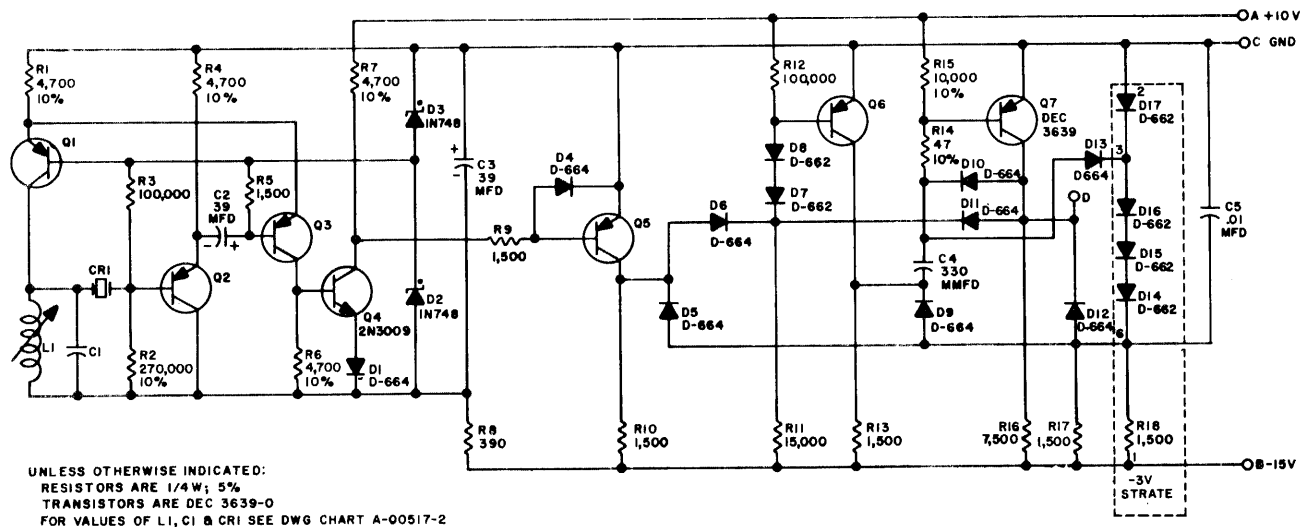 A +10V
C GND
R1
4,700
10%
R4
4,700
10%
R7
4,700
10%
D3
IN748
R12
100,000
Q6
R15
10,000
10%
Q7
DEC
3639
2
D17
D-662
Q1
R3
100,000
C2
39
MFD
- +
R5
1,500
Q3
+
-
C3
39
MFD
D4
D-664
D8
D-662
R14
47
10%
D10
D-664
D13
D664
3
D7
D-662
D6
D-664
D11
D-664
D
D16
D-662
C5
.01
MFD
R9
1,500
Q5
D15
D-662
CR1
Q2
Q4
2N3009
D2
IN748
D5
D-664
C4
330
MMFD
D9
D-664
D14
D-662
D12
D-664
6
L1
C1
R2
270,000
10%
R6
4,700
10%
D1
D-664
R8
390
R10
1,500
R11
15,000
R13
1,500
R16
7,500
R17
1,500
R18
1,500
1
B-15V
-3V
STRATE
UNLESS OTHERWISE INDICATED:
RESISTORS ARE 1/4W; 5%
TRANSISTORS ARE DEC 3639-0
FOR VALUES OF L1, C1 & CR1 SEE DWG CHART A-00517-2